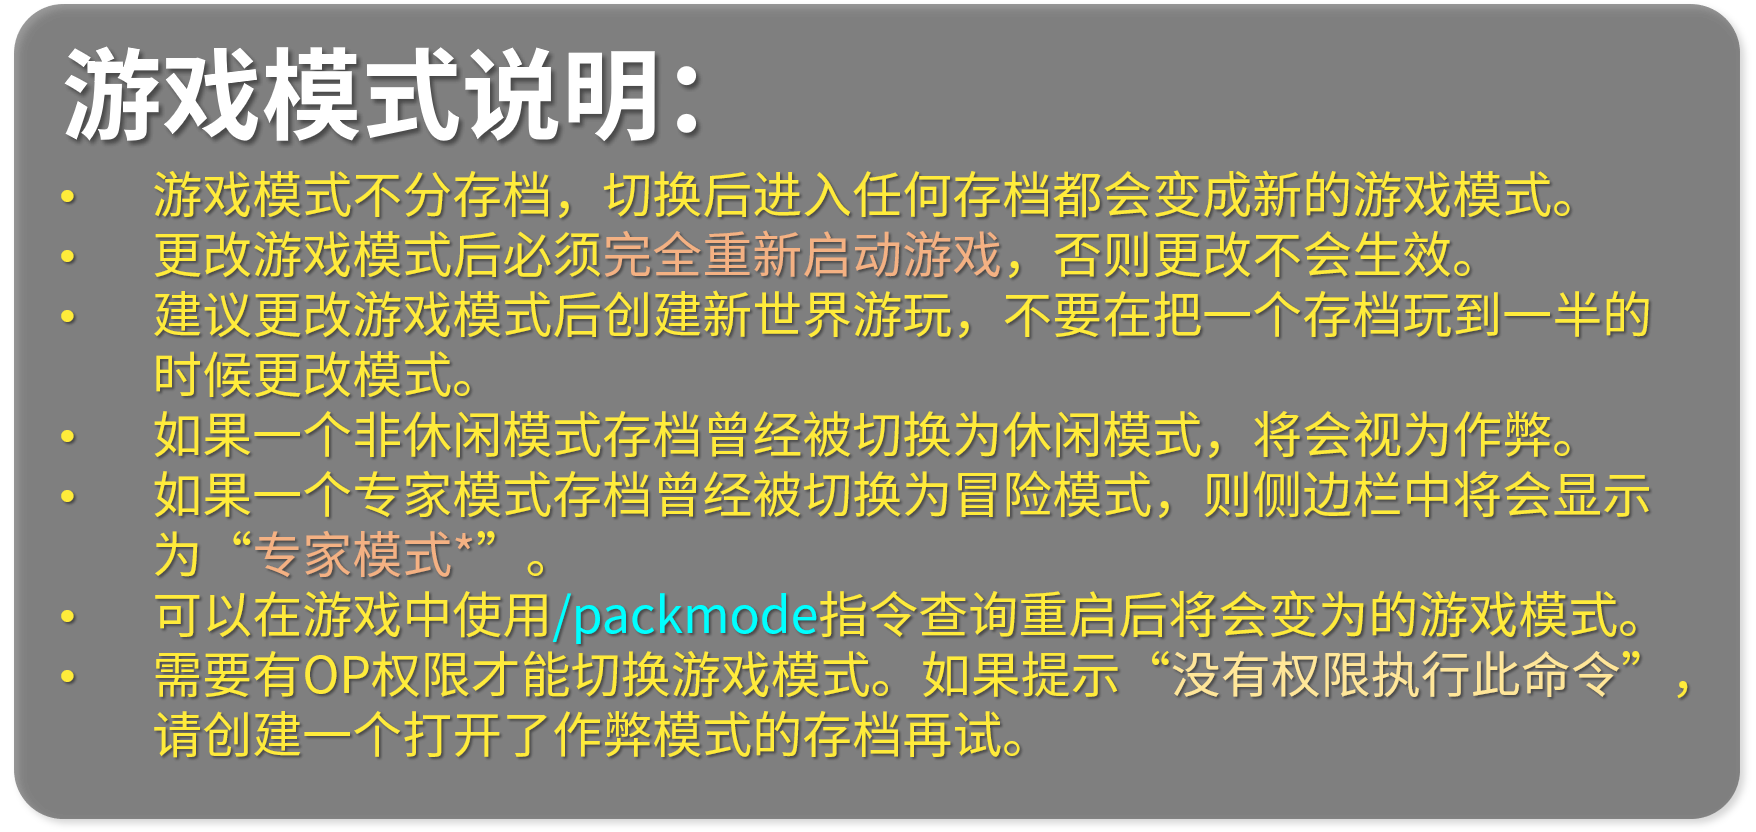 游戏模式说明：
• 游戏模式不分存档，切换后进入任何存档都会变成新的游戏模式。
• 更改游戏模式后必须完全重新启动游戏，否则更改不会生效。
• 建议更改游戏模式后创建新世界游玩，不要在把一个存档玩到一半的
时候更改模式。
• 如果一个非休闲模式存档曾经被切换为休闲模式，将会视为作弊。
• 如果一个专家模式存档曾经被切换为冒险模式，则侧边栏中将会显示
为“专家模式*”。
• 可以在游戏中使用/packmode指令查询重启后将会变为的游戏模式。
• 需要有OP权限才能切换游戏模式。如果提示“没有权限执行此命令”，
请创建一个打开了作弊模式的存档再试。